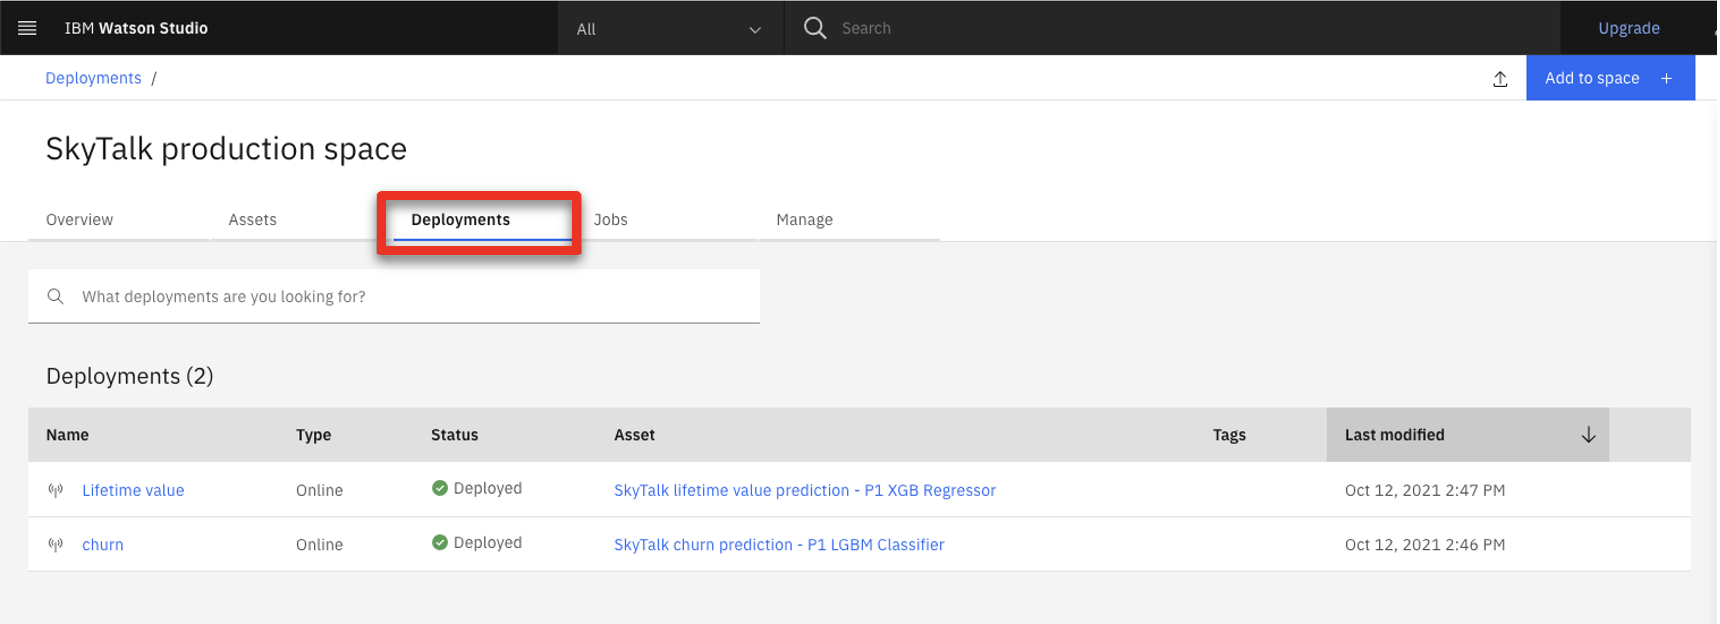 IBM Watson Studio All Search Upgrade
Deployments / Add to space +
SkyTalk production space
Overview Assets Deployments Jobs Manage
What deployments are you looking for?
Deployments (2)
Name Type Status Asset Tags Last modified
Lifetime value Online Deployed SkyTalk lifetime value prediction - P1 XGB Regressor Oct 12, 2021 2:47 PM
churn Online Deployed SkyTalk churn prediction - P1 LGBM Classifier Oct 12, 2021 2:46 PM